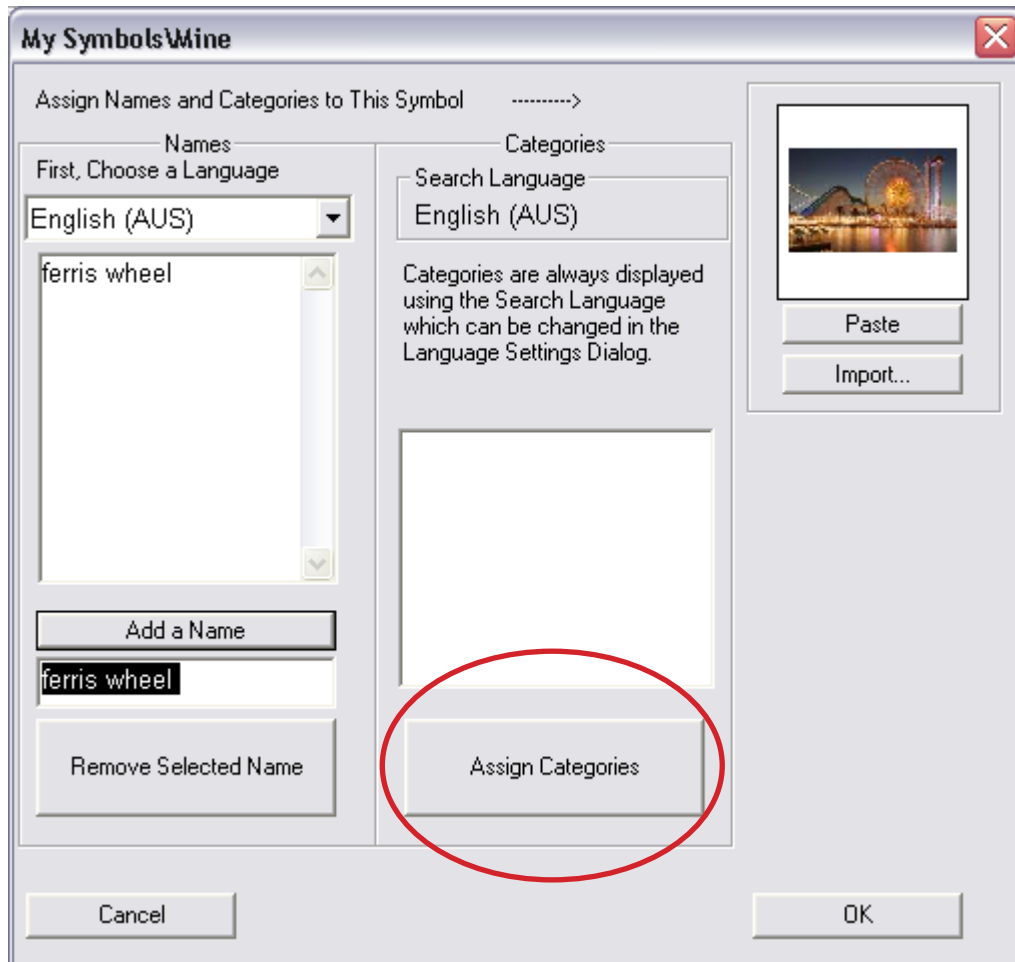 My Symbols\Mine
Assign Names and Categories to This Symbol ---------->
Names
First, Choose a Language
English (AUS)
ferris wheel
Add a Name
ferris wheel
Remove Selected Name
Categories
Search Language
English (AUS)
Categories are always displayed
using the Search Language
which can be changed in the
Language Settings Dialog.
Assign Categories
Paste
Import...
Cancel
OK